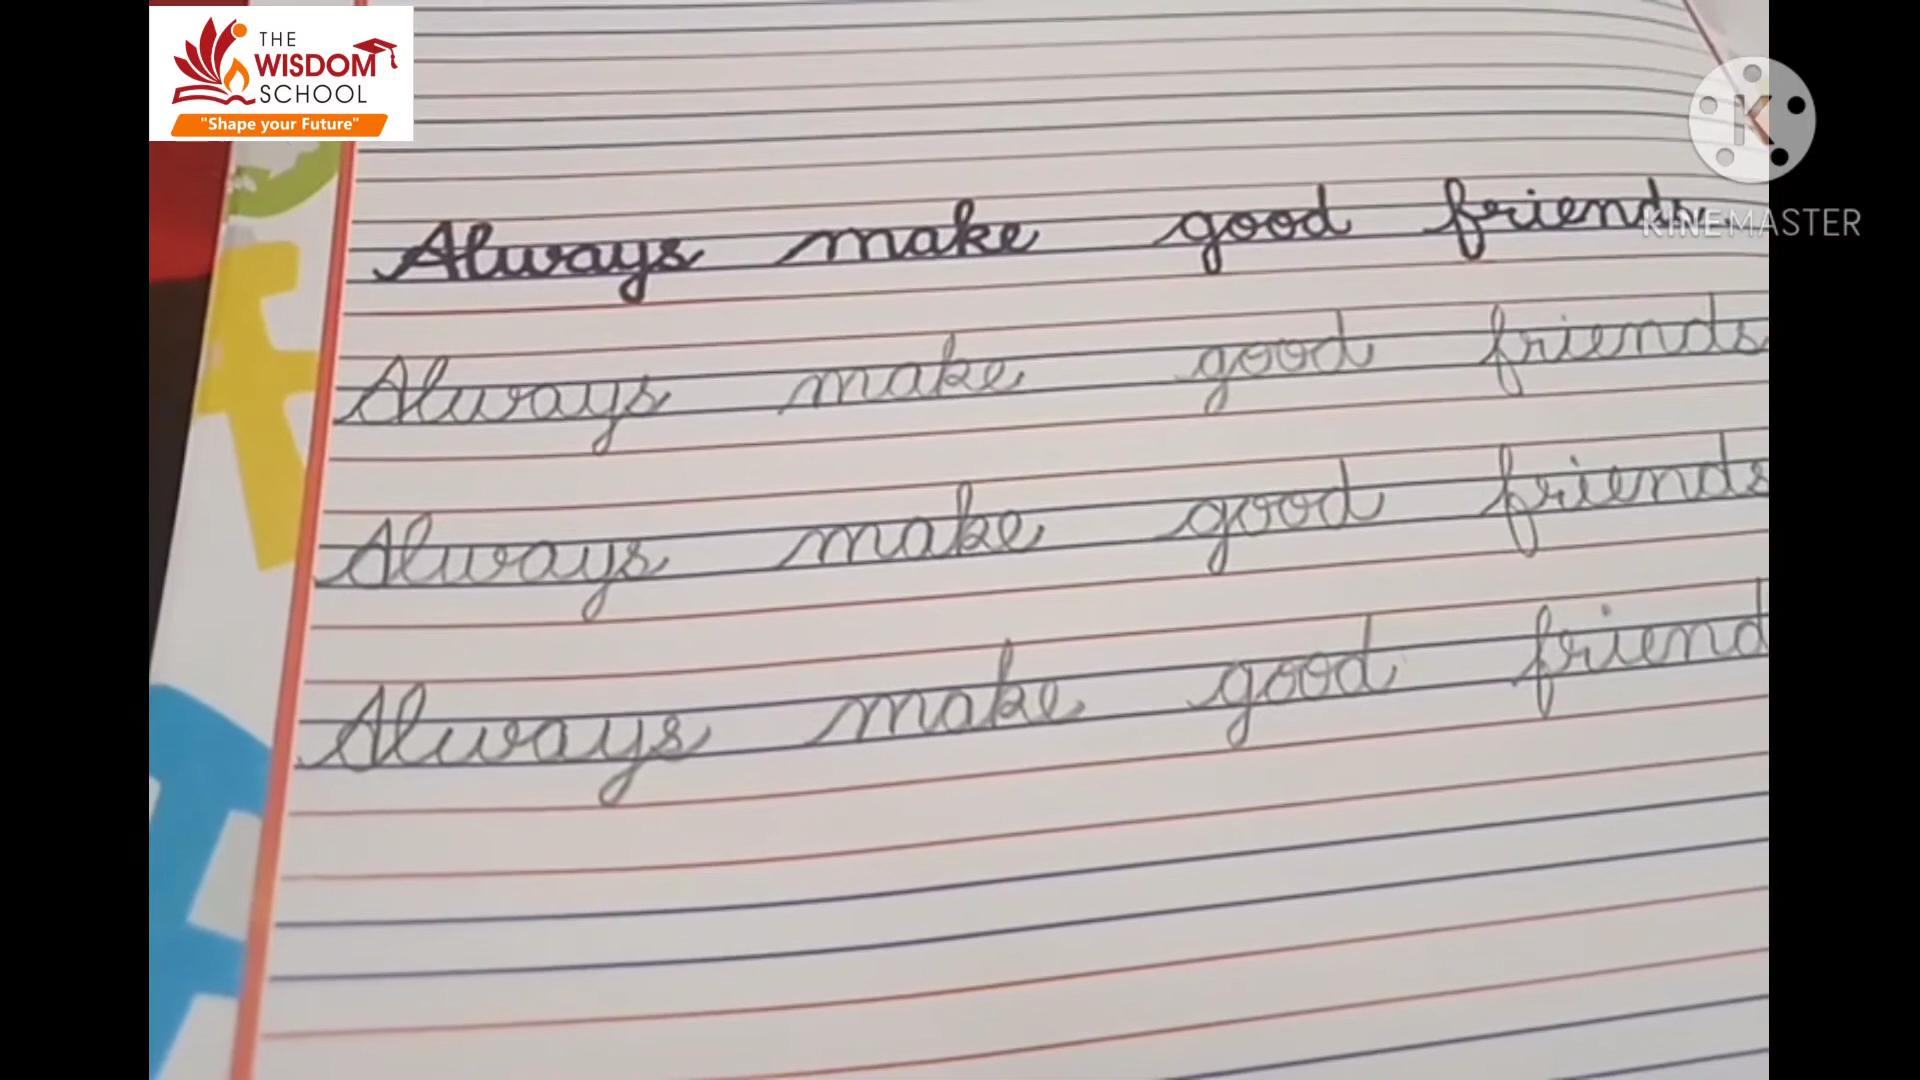 THE
WISDOM
SCHOOL
"Shape your Future"
K
KINEMASTER
Always make good friends.
Always make good friends
Always make good friends
Always make good friend